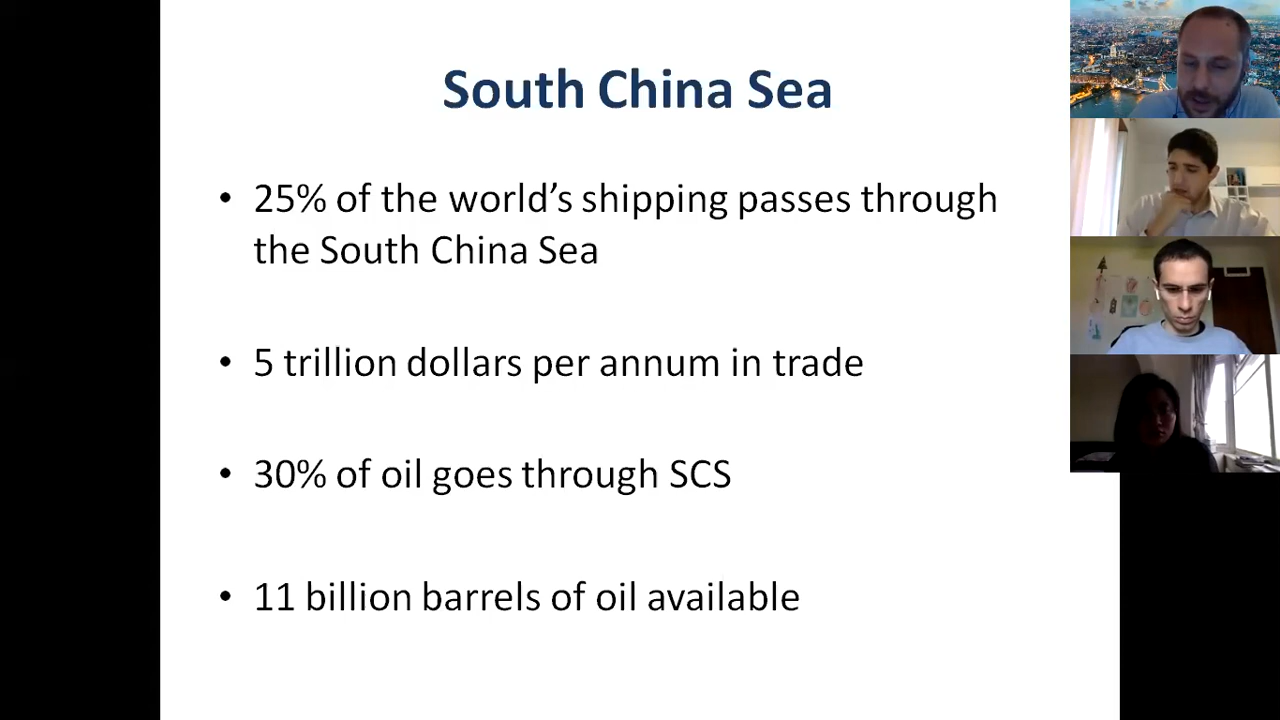 South China Sea
• 25% of the world’s shipping passes through
the South China Sea
• 5 trillion dollars per annum in trade
• 30% of oil goes through SCS
• 11 billion barrels of oil available